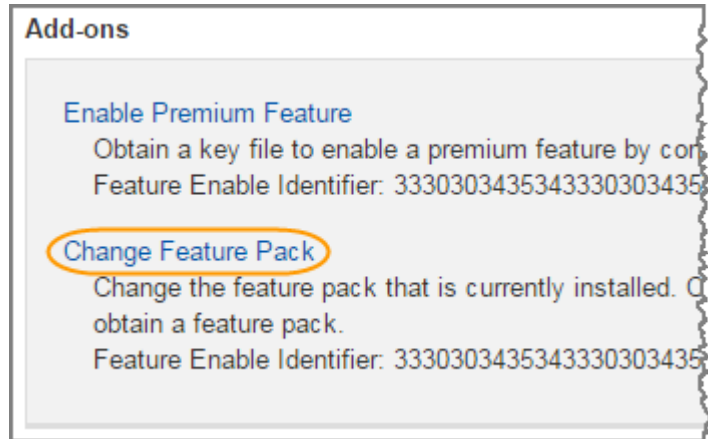 Add-ons
Enable Premium Feature
Obtain a key file to enable a premium feature by
Feature Enable Identifier: 3330303435343330303435
Change Feature Pack
Change the feature pack that is currently installed.
obtain a feature pack.
Feature Enable Identifier: 3330303435343330303435